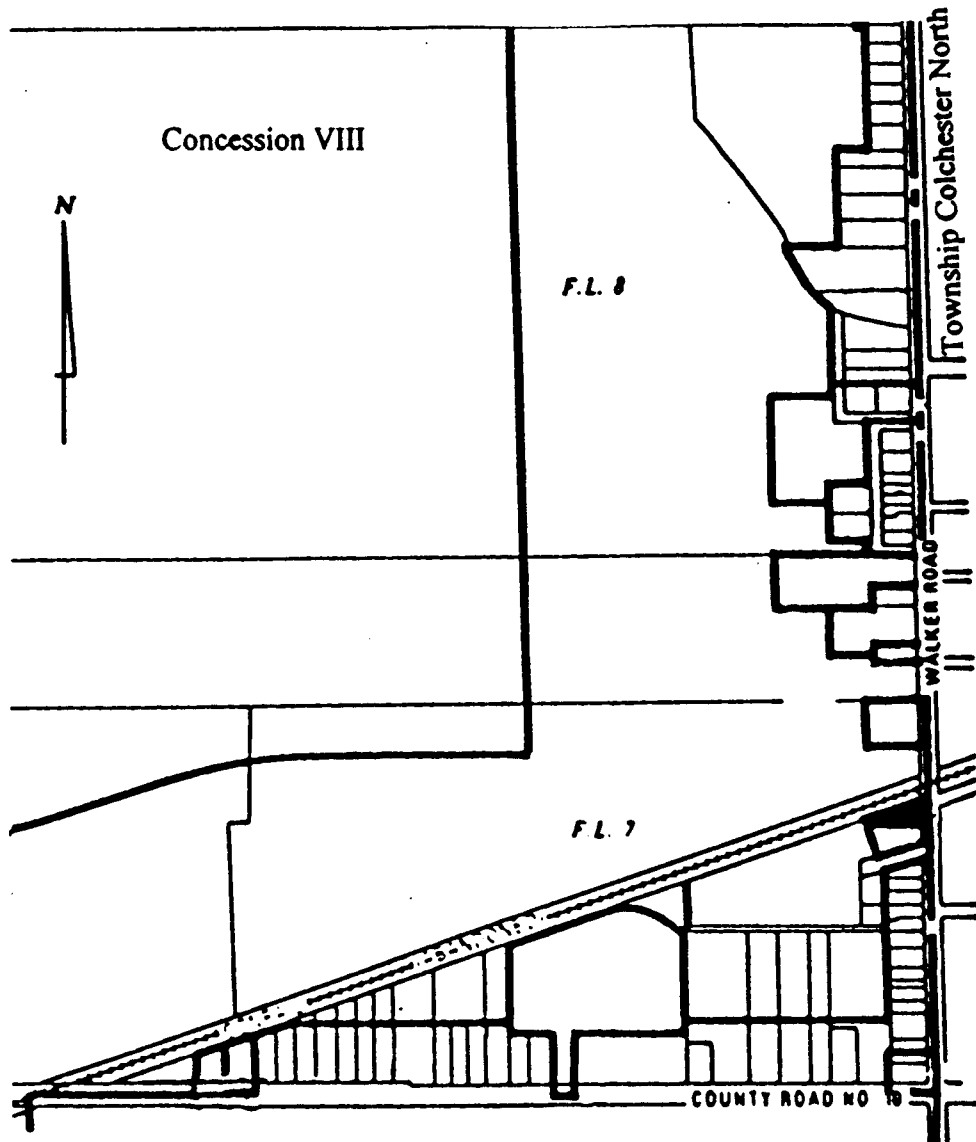 Concession VIII
N
Township Colchester North
F.L. 8
WALKER ROAD
F.L. 7
COUNTY ROAD NO